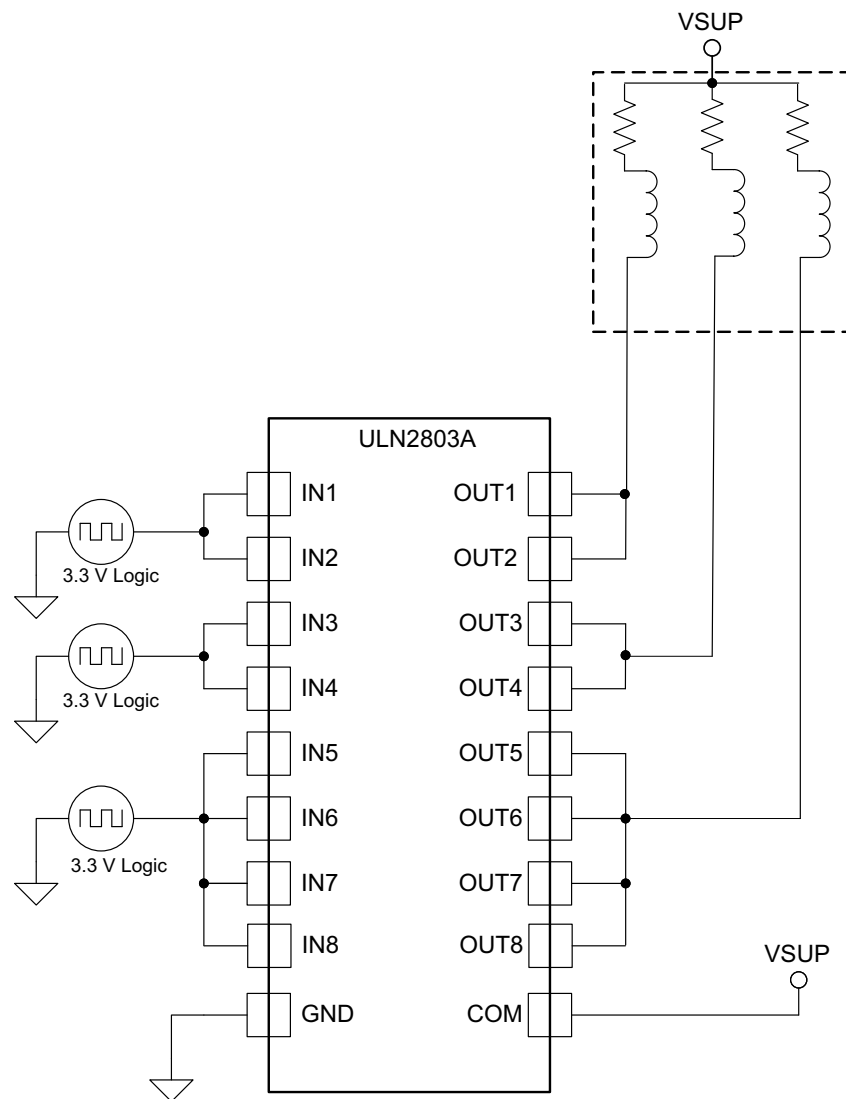 VSUP
ULN2803A
IN1
OUT1
3.3 V Logic
IN2
OUT2
IN3
OUT3
3.3 V Logic
IN4
OUT4
IN5
OUT5
IN6
OUT6
3.3 V Logic
IN7
OUT7
IN8
OUT8
VSUP
GND
COM